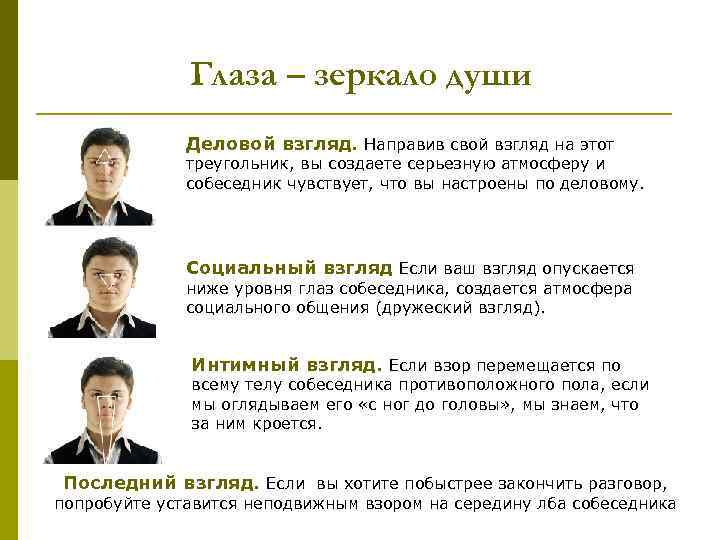 Глаза – зеркало души
Деловой взгляд. Направив свой взгляд на этот
треугольник, вы создаете серьезную атмосферу и
собеседник чувствует, что вы настроены по деловому.
Социальный взгляд Если ваш взгляд опускается
ниже уровня глаз собеседника, создается атмосфера
социального общения (дружеский взгляд).
Интимный взгляд. Если взор перемещается по
всему телу собеседника противоположного пола, если
мы оглядываем его «с ног до головы», мы знаем, что
за ним кроется.
Последний взгляд. Если вы хотите побыстрее закончить разговор,
попробуйте уставится неподвижным взором на середину лба собеседника